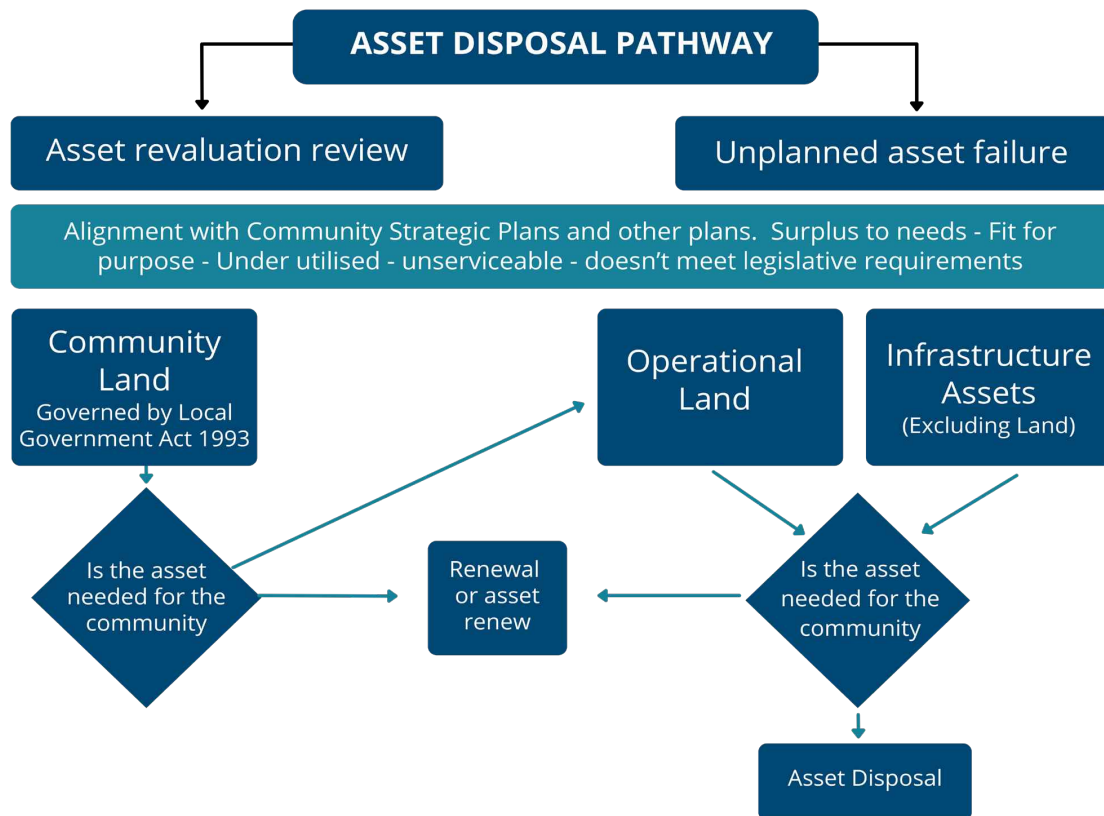 ASSET DISPOSAL PATHWAY
Asset revaluation review
Unplanned asset failure
Alignment with Community Strategic Plans and other plans.  Surplus to needs - Fit for
purpose - Under utilised - unserviceable - doesn't meet legislative requirements
Community
Land
Governed by Local
Government Act 1993
Operational
Land
Infrastructure
Assets
(Excluding Land)
Is the asset
needed for the
community
Renewal
or asset
renew
Is the asset
needed for the
community
Asset Disposal